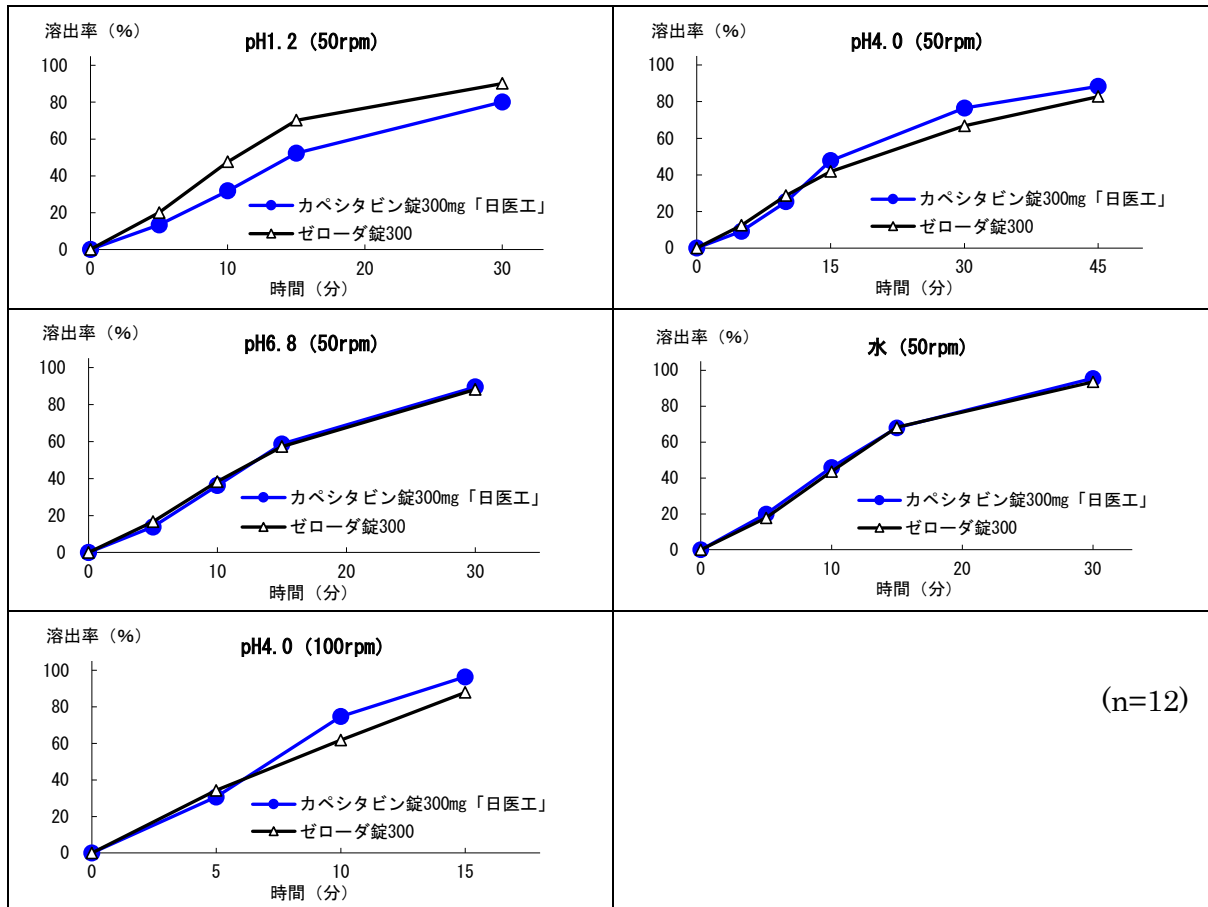 溶出率（%）
pH1.2 (50rpm)
100
80
60
40
20
0
0 10 20 30
時間（分）
カペシタビン錠300mg「日医工」
ゼローダ錠300
溶出率（%）
pH4.0 (50rpm)
100
80
60
40
20
0
0 15 30 45
時間（分）
カペシタビン錠300mg「日医工」
ゼローダ錠300
溶出率（%）
pH6.8 (50rpm)
100
80
60
40
20
0
0 10 20 30
時間（分）
カペシタビン錠300mg「日医工」
ゼローダ錠300
溶出率（%）
水 (50rpm)
100
80
60
40
20
0
0 10 20 30
時間（分）
カペシタビン錠300mg「日医工」
ゼローダ錠300
溶出率（%）
pH4.0 (100rpm)
100
80
60
40
20
0
0 5 10 15
時間（分）
カペシタビン錠300mg「日医工」
ゼローダ錠300
(n=12)